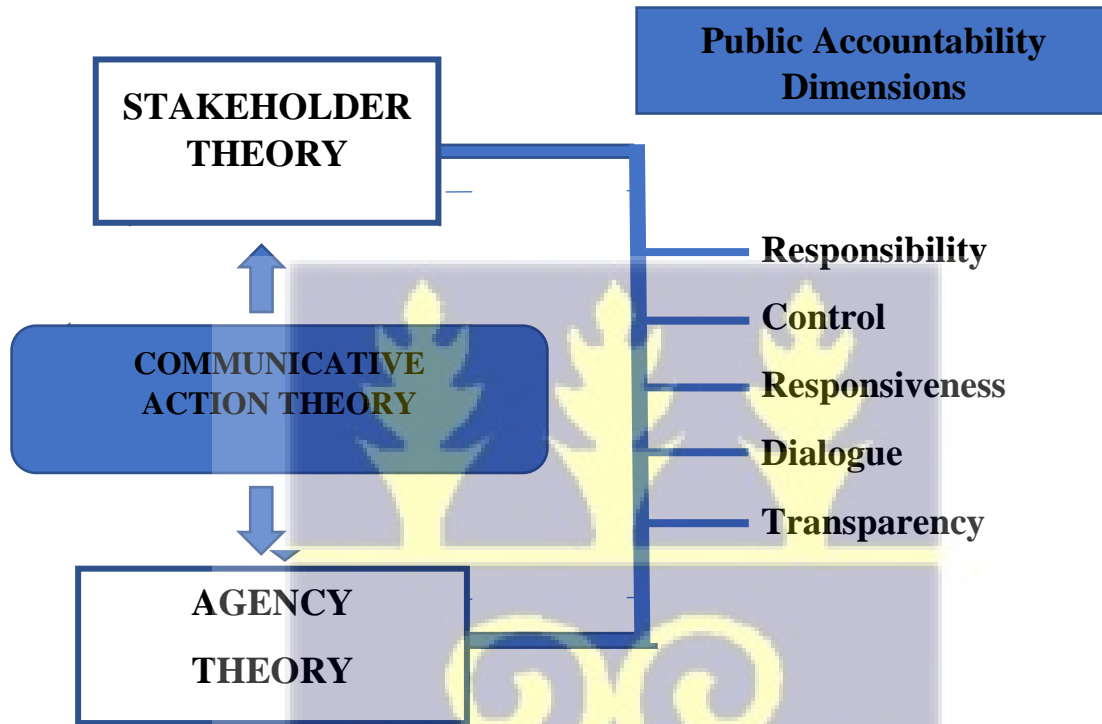 Public Accountability
Dimensions
STAKEHOLDER
THEORY
Responsibility
Control
COMMUNICATIVE
ACTION THEORY
Responsiveness
Dialogue
Transparency
AGENCY
THEORY